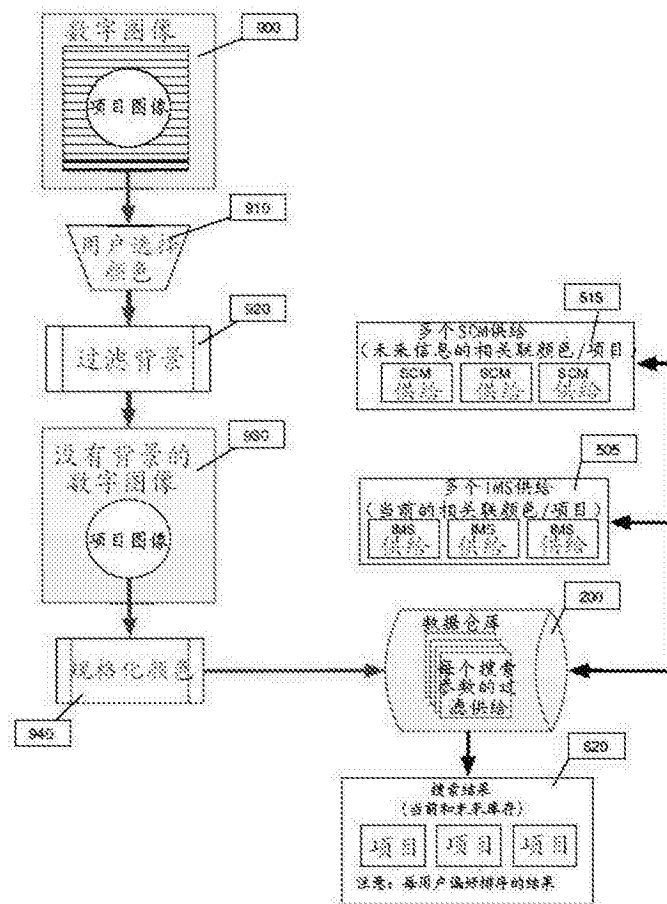 数字图像
900
项目图像
910
用户选择
颜色
920
过滤背景
930
没有背景的
数字图像
项目图像
规格化颜色
940
515
多个SCM供给
（未来信息的相关联颜色/项目
SCM
供给
SCM
供给
SCM
供给
505
多个IMS供给
（当前的相关联颜色/项目）
IMS
供给
IMS
供给
IMS
供给
200
数据仓库
每个搜索
参数的过
滤供给
820
搜索结果
（当前和未来库存）
项目
项目
项目
注意：每用户偏好排序的结果